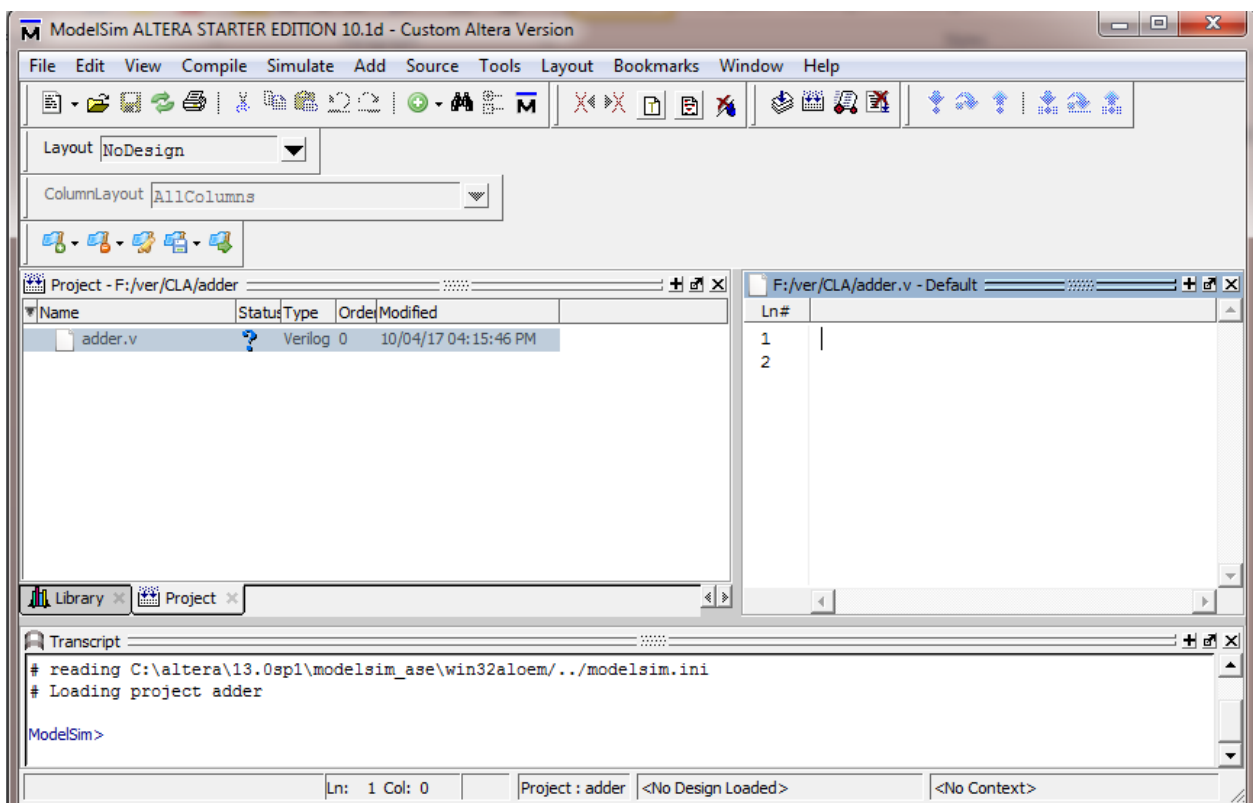 ModelSim ALTERA STARTER EDITION 10.1d - Custom Altera Version
File Edit View Compile Simulate Add Source Tools Layout Bookmarks Window Help
Layout NoDesign
ColumnLayout AllColumns
Project - F:/ver/CLA/adder
Name Status Type Order Modified
adder.v ? Verilog 0 10/04/17 04:15:46 PM
Library Project
F:/ver/CLA/adder.v - Default
Ln#
1
2
Transcript
# reading C:\altera\13.0sp1\modelsim_ase\win32aloem/../modelsim.ini
# Loading project adder
ModelSim>
Ln: 1 Col: 0 Project : adder <No Design Loaded> <No Context>